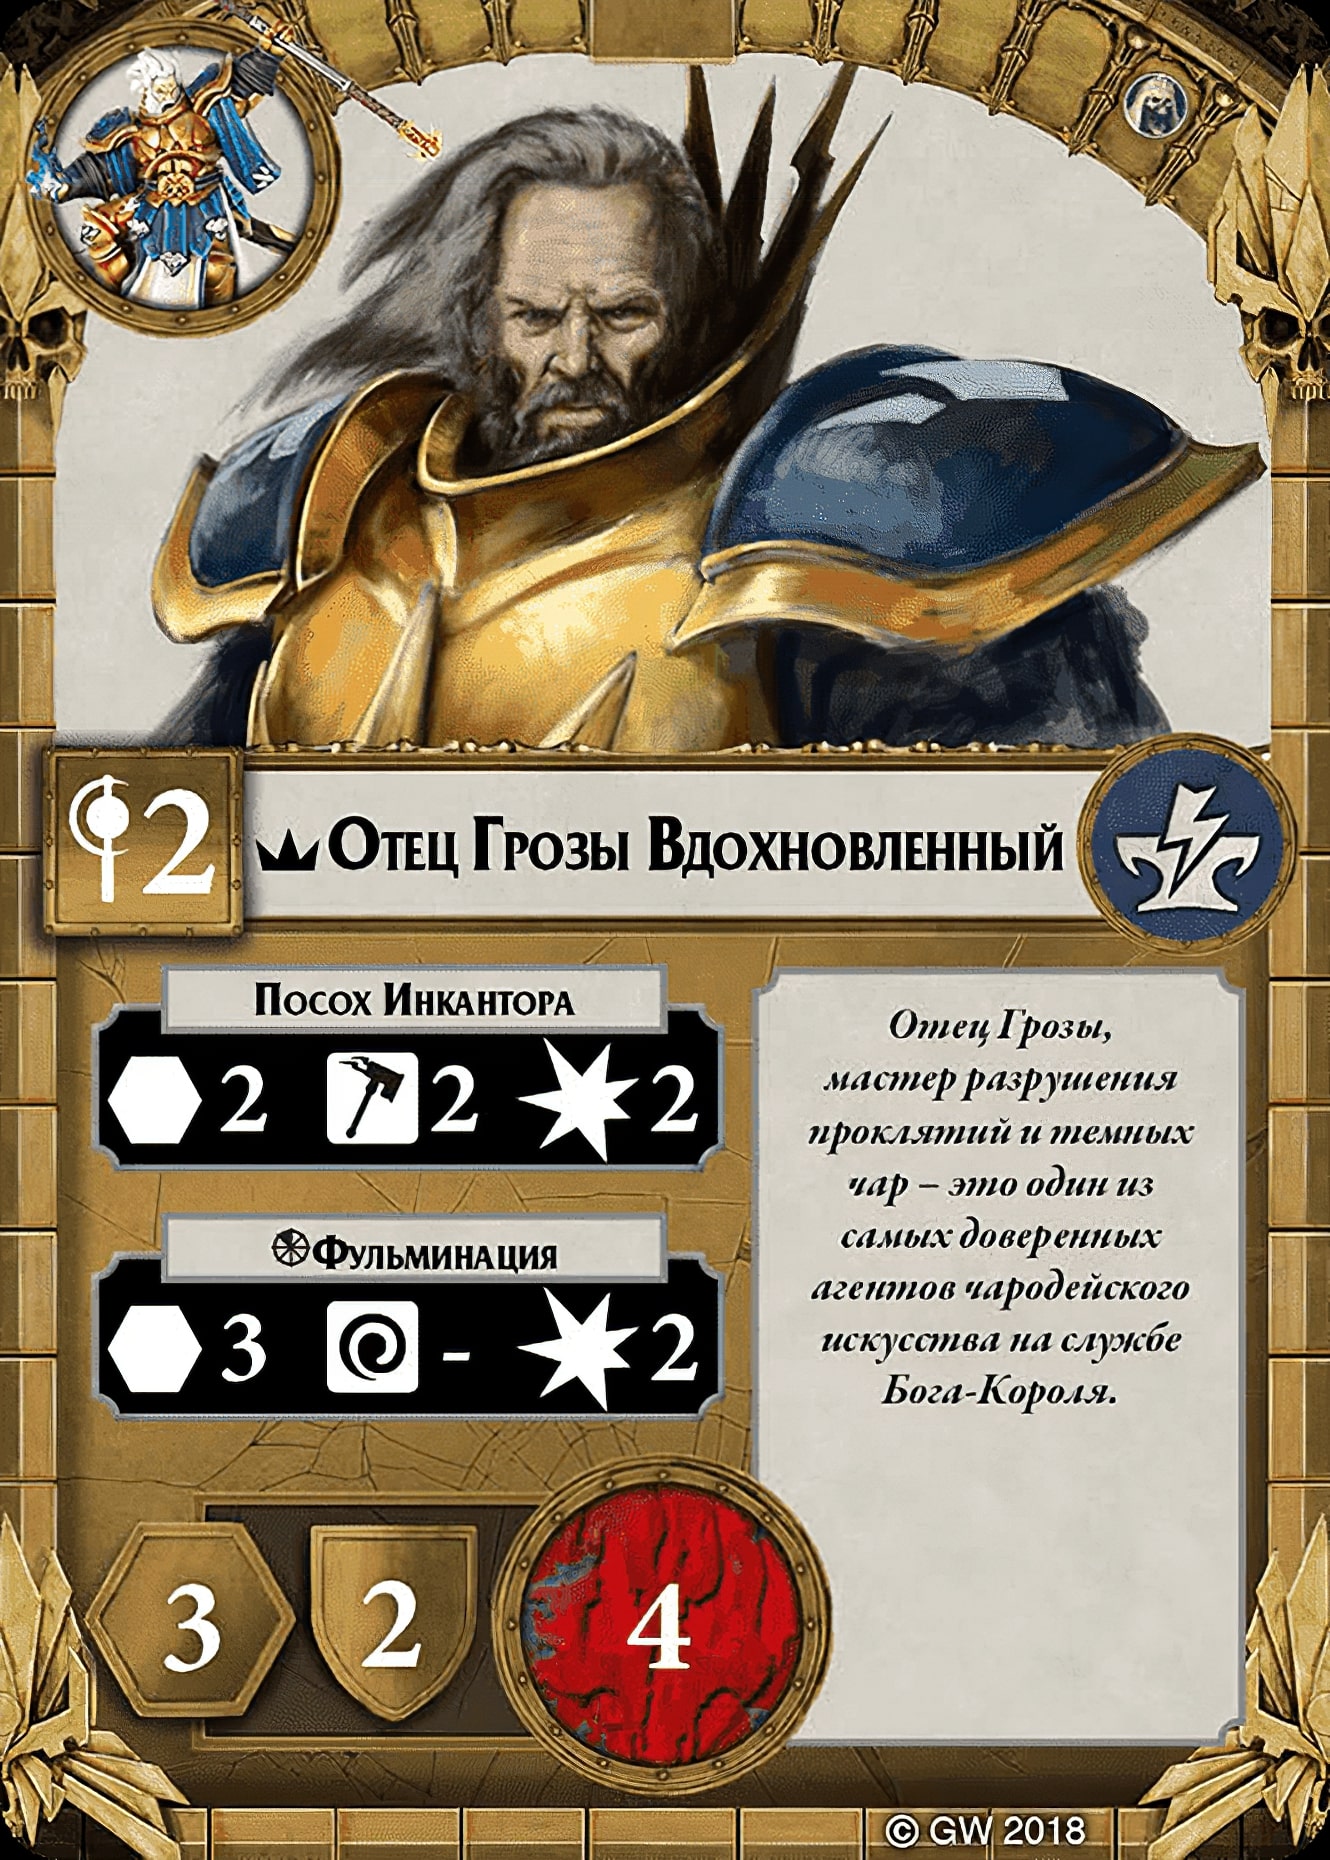 2
Отец Грозы Вдохновленный
Посох Инкантора
2 2 2
Фульминация
3 - 2
3 2 4
Отец Грозы,
мастер разрушения
проклятий и темных
чар – это один из
самых доверенных
агентов чародейского
искусства на службе
Бога-Короля.
© GW 2018